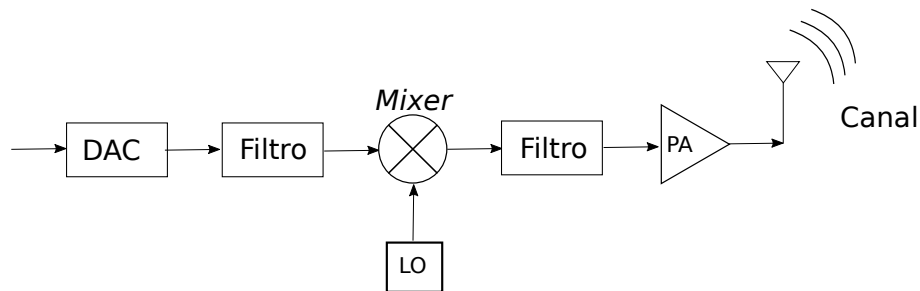 DAC
Filtro
Mixer
LO
Filtro
PA
Canal